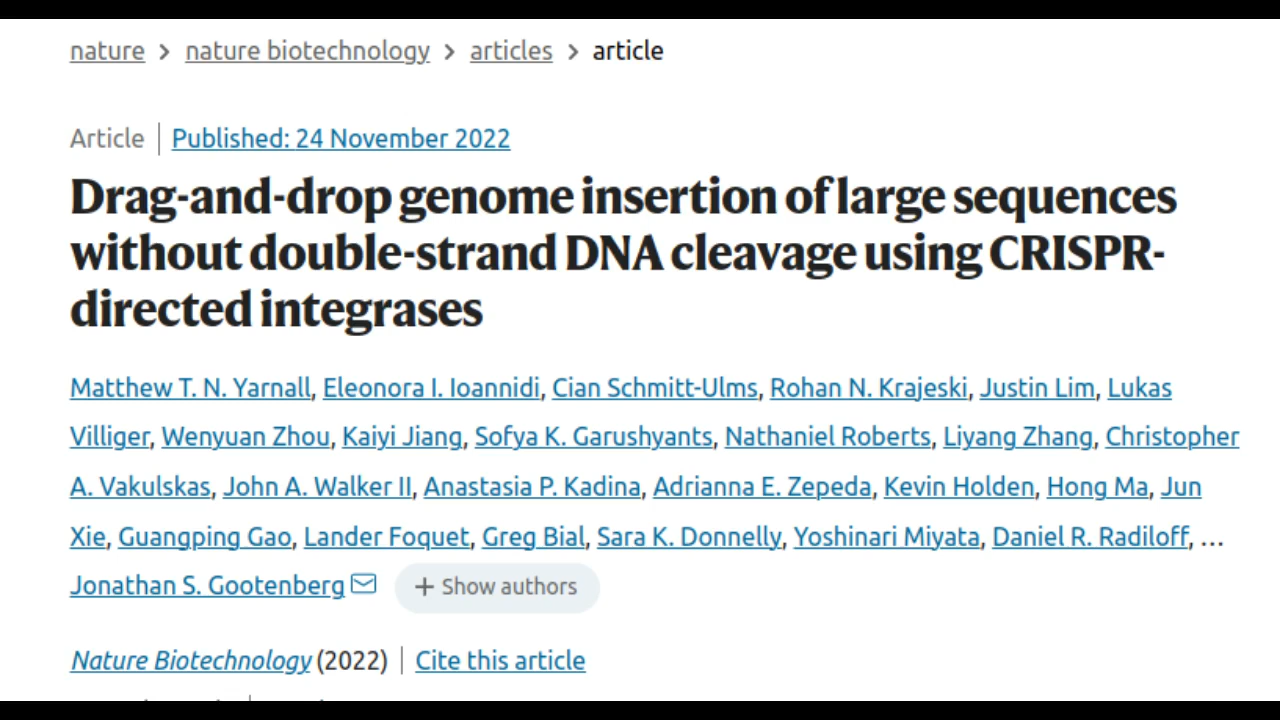 nature > nature biotechnology > articles > article
Article | Published: 24 November 2022
Drag-and-drop genome insertion of large sequences
without double-strand DNA cleavage using CRISPR-
directed integrases
Matthew T. N. Yarnall, Eleonora I. Ioannidi, Cian Schmitt-Ulms, Rohan N. Krajeski, Justin Lim, Lukas
Villiger, Wenyuan Zhou, Kaiyi Jiang, Sofya K. Garushyants, Nathaniel Roberts, Liyang Zhang, Christopher
A. Vakulskas, John A. Walker II, Anastasia P. Kadina, Adrianna E. Zepeda, Kevin Holden, Hong Ma, Jun
Xie, Guangping Gao, Lander Foquet, Greg Bial, Sara K. Donnelly, Yoshinari Miyata, Daniel R. Radiloff, …
Jonathan S. Gootenberg + Show authors
Nature Biotechnology (2022) | Cite this article